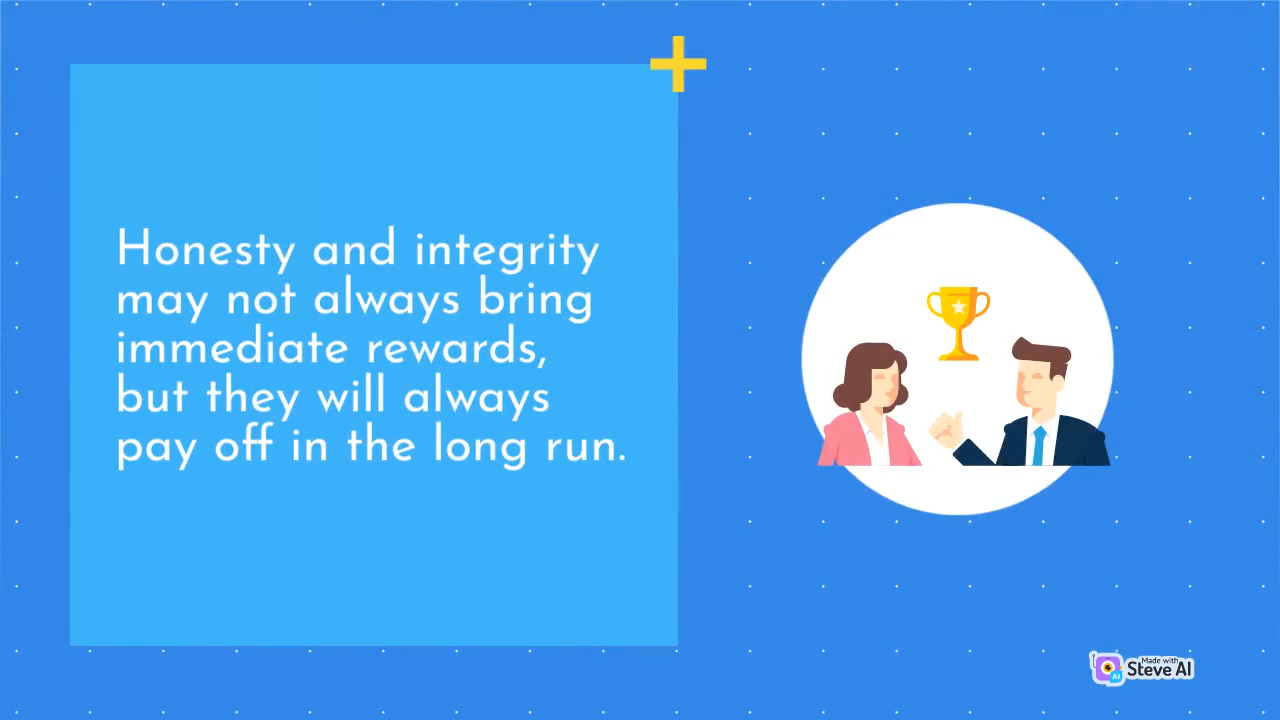 Honesty and integrity
may not always bring
immediate rewards,
but they will always
pay off in the long run.
Made with
Steve AI
AI